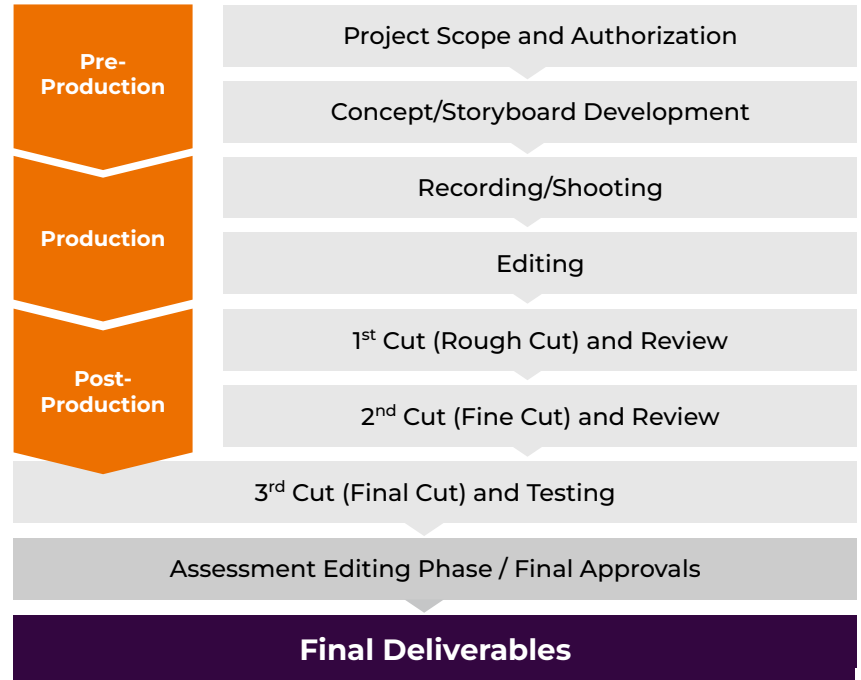 Pre-
Production
Project Scope and Authorization
Concept/Storyboard Development
Production
Recording/Shooting
Editing
Post-
Production
1st Cut (Rough Cut) and Review
2nd Cut (Fine Cut) and Review
3rd Cut (Final Cut) and Testing
Assessment Editing Phase / Final Approvals
Final Deliverables